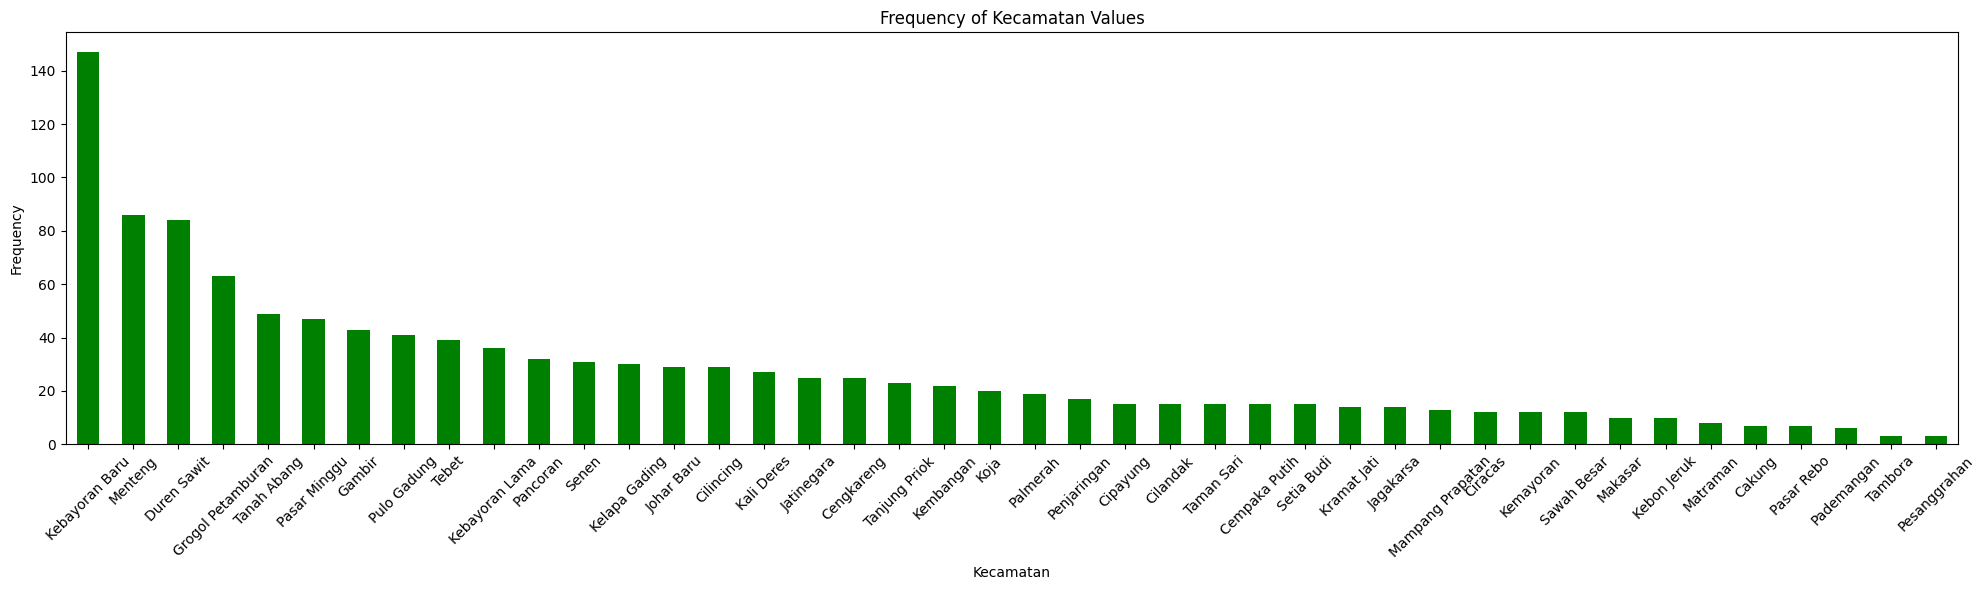 Frequency of Kecamatan Values
Frequency
140
120
100
80
60
40
20
0
Kebayoran Baru
Menteng
Duren Sawit
Grogol Petamburan
Tanah Abang
Pasar Minggu
Gambir
Pulo Gadung
Tebet
Kebayoran Lama
Pancoran
Senen
Kelapa Gading
Johar Baru
Cilincing
Kali Deres
Jatinegara
Cengkareng
Tanjung Priok
Kembangan
Koja
Palmerah
Penjaringan
Cipayung
Cilandak
Taman Sari
Cempaka Putih
Setia Budi
Kramat Jati
Jagakarsa
Mampang Prapatan
Ciracas
Kemayoran
Sawah Besar
Makasar
Kebon Jeruk
Matraman
Cakung
Pasar Rebo
Pademangan
Tambora
Pesanggrahan
Kecamatan